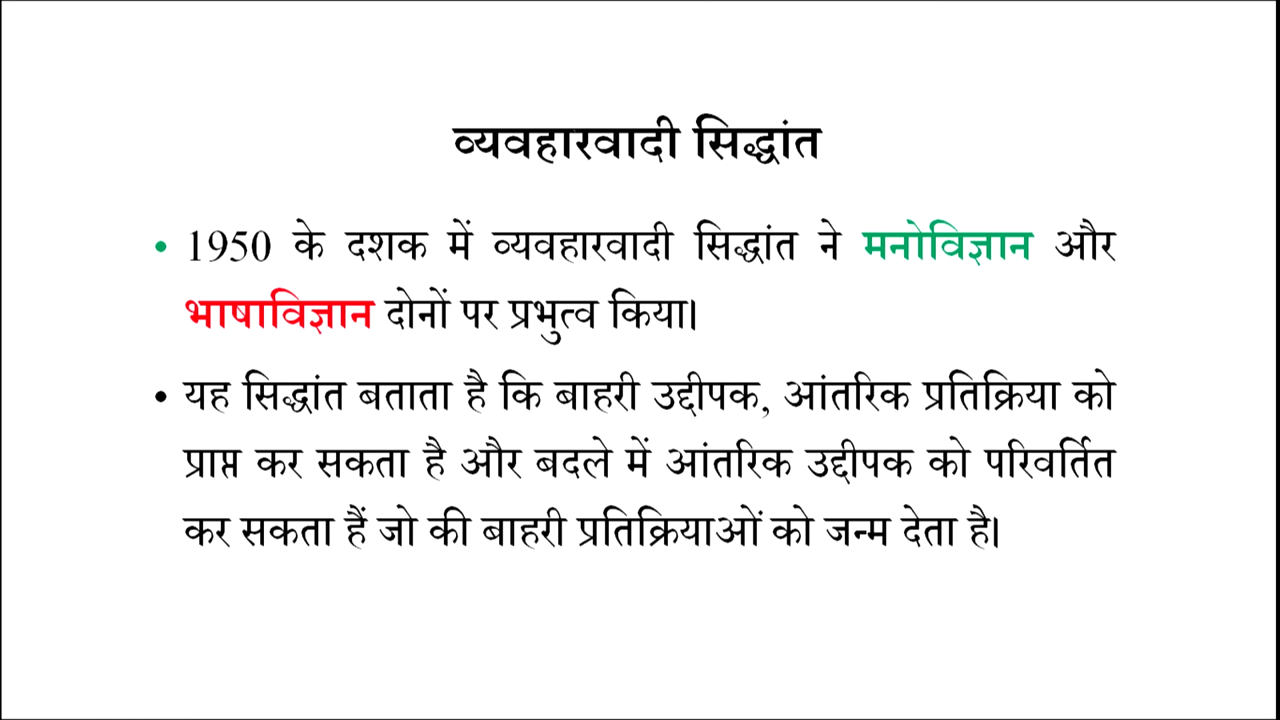 व्यवहारवादी सिद्धांत
• 1950 के दशक में व्यवहारवादी सिद्धांत ने मनोविज्ञान और
भाषाविज्ञान दोनों पर प्रभुत्व किया।
• यह सिद्धांत बताता है कि बाहरी उद्दीपक, आंतरिक प्रतिक्रिया को
प्राप्त कर सकता है और बदले में आंतरिक उद्दीपक को परिवर्तित
कर सकता हैं जो की बाहरी प्रतिक्रियाओं को जन्म देता है।